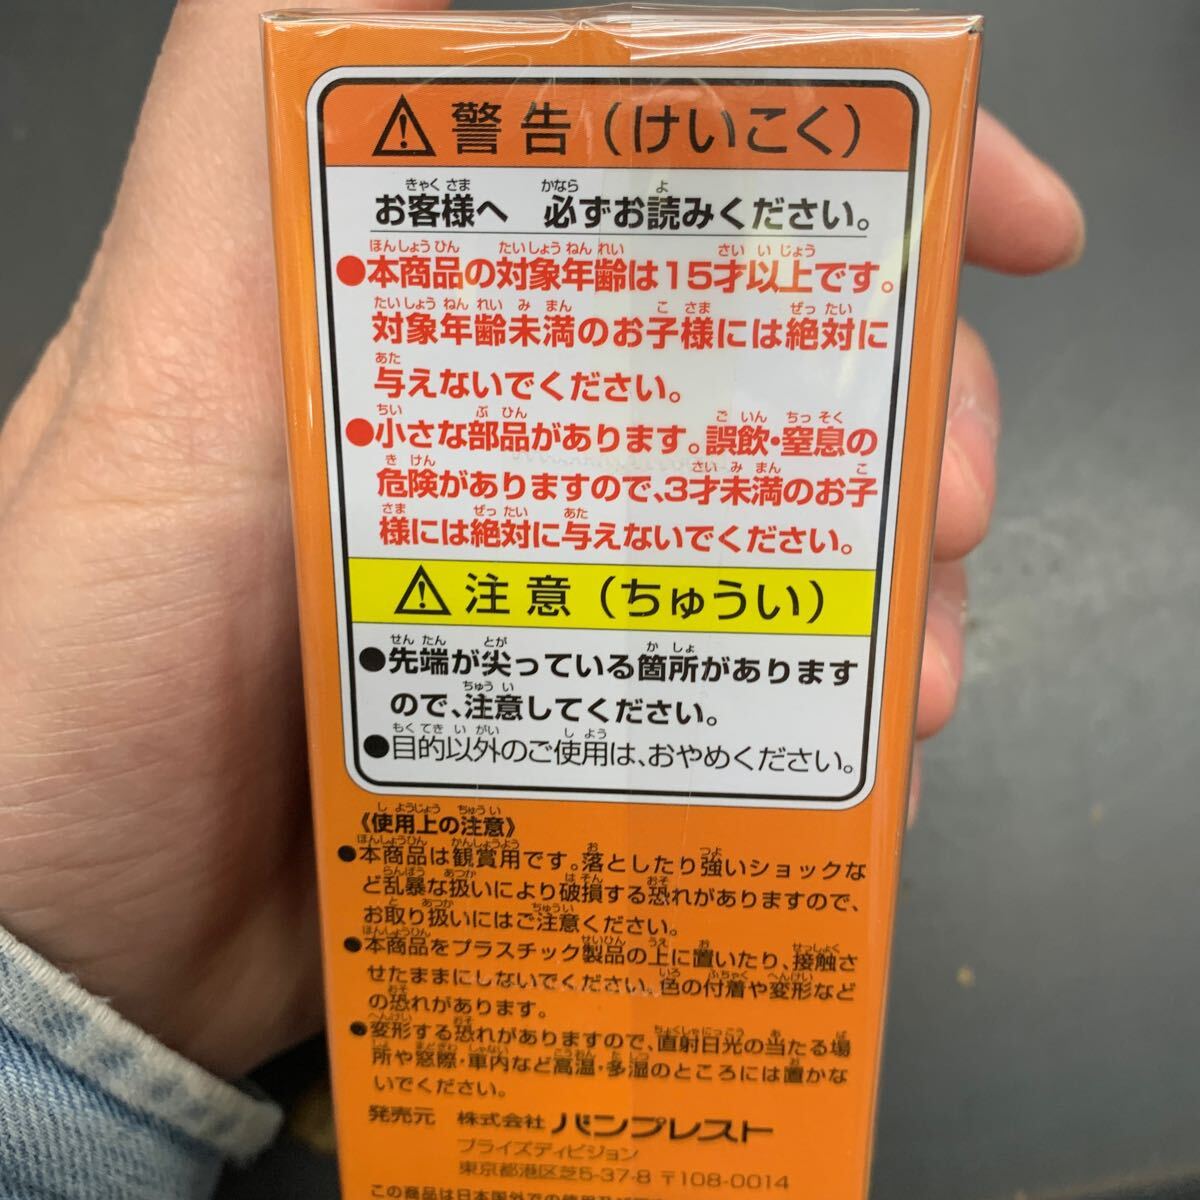 ⚠警告(けいこく)
お客様へ 必ずお読みください。
●本商品の対象年齢は15才以上です。
対象年齢未満のお子様には絶対に
与えないでください。
●小さな部品があります。誤飲・窒息の
危険がありますので、3才未満のお子
様には絶対に与えないでください。
⚠注意(ちゅうい)
●先端が尖っている箇所があります
ので、注意してください。
●目的以外のご使用は、おやめください。
《使用上の注意》
●本商品は観賞用です。落としたり強いショックな
ど乱暴な扱いにより破損する恐れがありますので、
お取り扱いにはご注意ください。
●本商品をプラスチック製品の上に置いたり、接触さ
せたままにしないでください。色の付着や変形など
の恐れがあります。
●変形する恐れがありますので、直射日光の当たる場
所や窓際・車内など高温・多湿のところには置かな
いでください。
発売元 株式会社 バンプレスト
プライズディビジョン
東京都港区芝5-37-8 〒108-0014
この商品は日本国外での使用及び